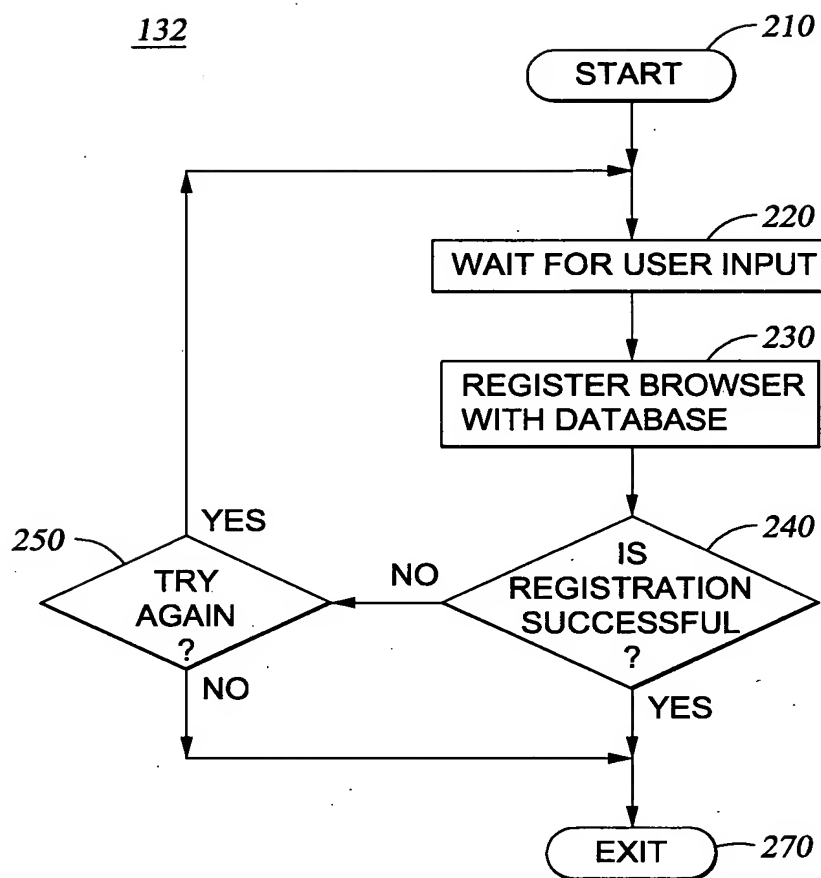 132
210
START
220
WAIT FOR USER INPUT
230
REGISTER BROWSER
WITH DATABASE
240
IS
REGISTRATION
SUCCESSFUL
?
NO
YES
250
TRY
AGAIN
?
YES
NO
EXIT
270